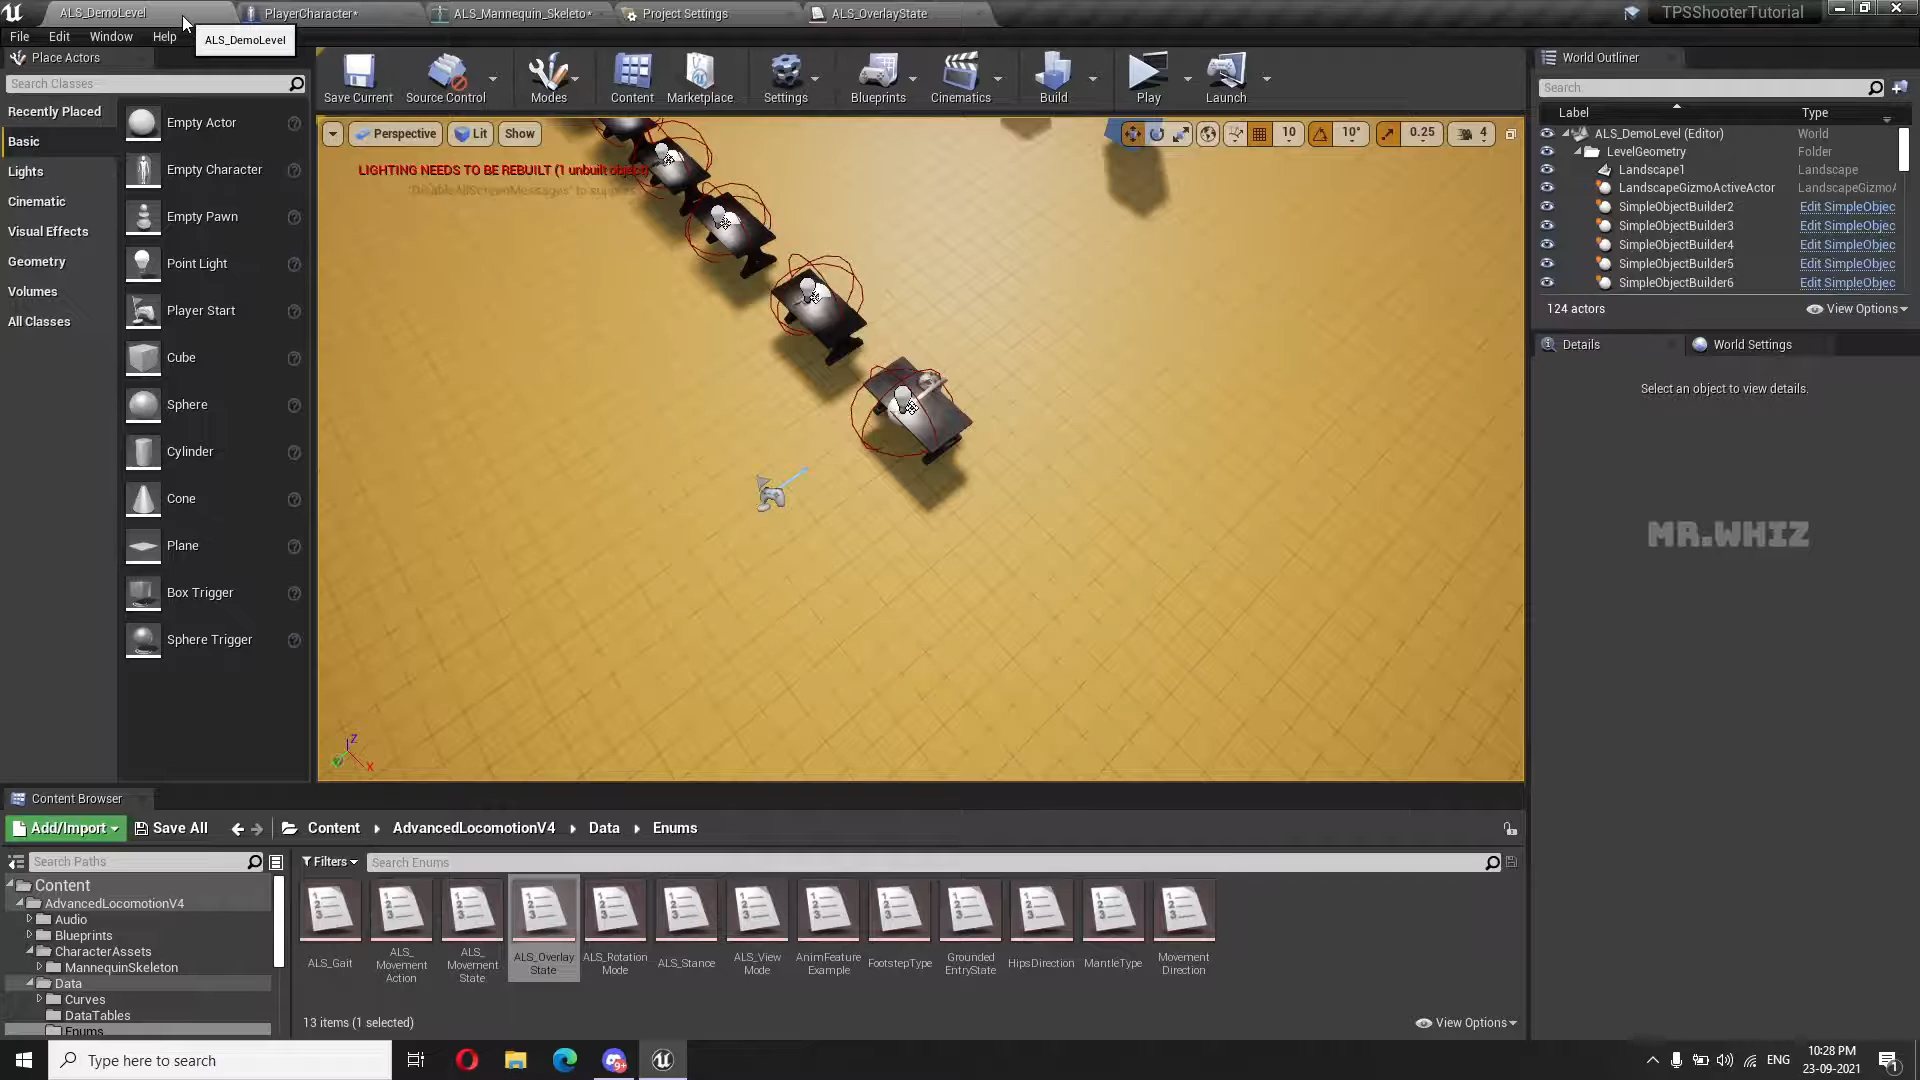 ALS_DemoLevel
PlayerCharacter*
ALS_Mannequin_Skeleto*
Project Settings
ALS_OverlayState
TPSShooterTutorial
File
Edit
Window
Help
ALS_DemoLevel
Place Actors
Search Classes
Recently Placed
Basic
Lights
Cinematic
Visual Effects
Geometry
Volumes
All Classes
Empty Actor
Empty Character
Empty Pawn
Point Light
Player Start
Cube
Sphere
Cylinder
Cone
Plane
Box Trigger
Sphere Trigger
Save Current
Source Control
Modes
Content
Marketplace
Settings
Blueprints
Cinematics
Build
Play
Launch
Perspective
Lit
Show
10
10°
0.25
4
LIGHTING NEEDS TO BE REBUILT (1 unbuilt object)
'DisableAllScreenMessages' to suppress
Z
X
World Outliner
Search
Label
Type
ALS_DemoLevel (Editor)
World
LevelGeometry
Folder
Landscape1
Landscape
LandscapeGizmoActiveActor
LandscapeGizmoA
SimpleObjectBuilder2
Edit SimpleObjec
SimpleObjectBuilder3
Edit SimpleObjec
SimpleObjectBuilder4
Edit SimpleObjec
SimpleObjectBuilder5
Edit SimpleObjec
SimpleObjectBuilder6
Edit SimpleObjec
124 actors
View Options
Details
World Settings
Select an object to view details.
MR.WHIZ
Content Browser
Add/Import
Save All
Content
AdvancedLocomotionV4
Data
Enums
Search Paths
Filters
Search Enums
Content
AdvancedLocomotionV4
Audio
Blueprints
CharacterAssets
MannequinSkeleton
Data
Curves
DataTables
Enums
ALS_Gait
ALS_
Movement
Action
ALS_
Movement
State
ALS_Overlay
State
ALS_Rotation
Mode
ALS_Stance
ALS_View
Mode
AnimFeature
Example
FootstepType
Grounded
EntryState
HipsDirection
MantleType
Movement
Direction
13 items (1 selected)
View Options
Type here to search
9+
ENG
10:28 PM
23-09-2021
1